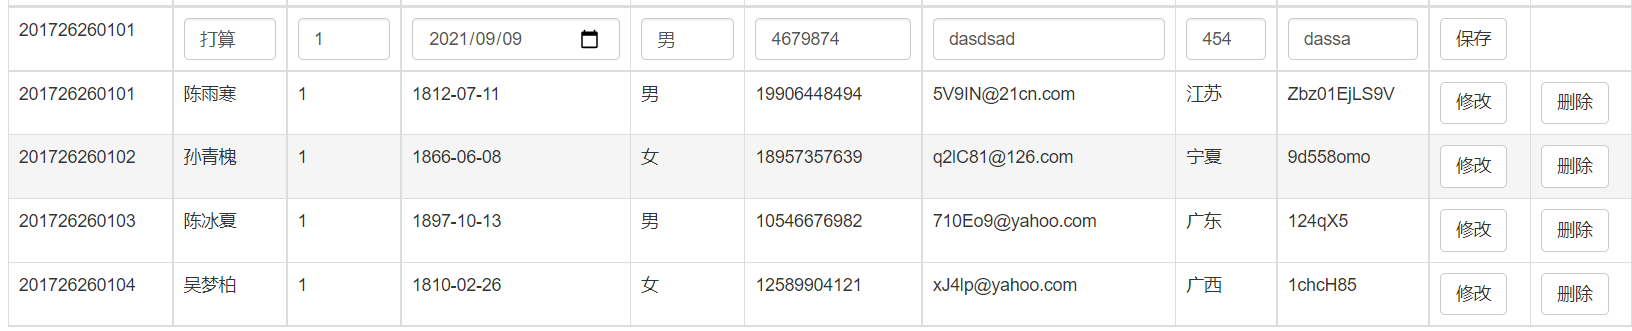 201726260101 打算 1 2021/09/09 男 4679874 dasdsad 454 dassa 保存
201726260101 陈雨寒 1 1812-07-11 男 19906448494 5V9IN@21cn.com 江苏 Zbz01EjLS9V 修改 删除
201726260102 孙青槐 1 1866-06-08 女 18957357639 q2lC81@126.com 宁夏 9d558omo 修改 删除
201726260103 陈冰夏 1 1897-10-13 男 10546676982 710Eo9@yahoo.com 广东 124qX5 修改 删除
201726260104 吴梦柏 1 1810-02-26 女 12589904121 xJ4lp@yahoo.com 广西 1chcH85 修改 删除